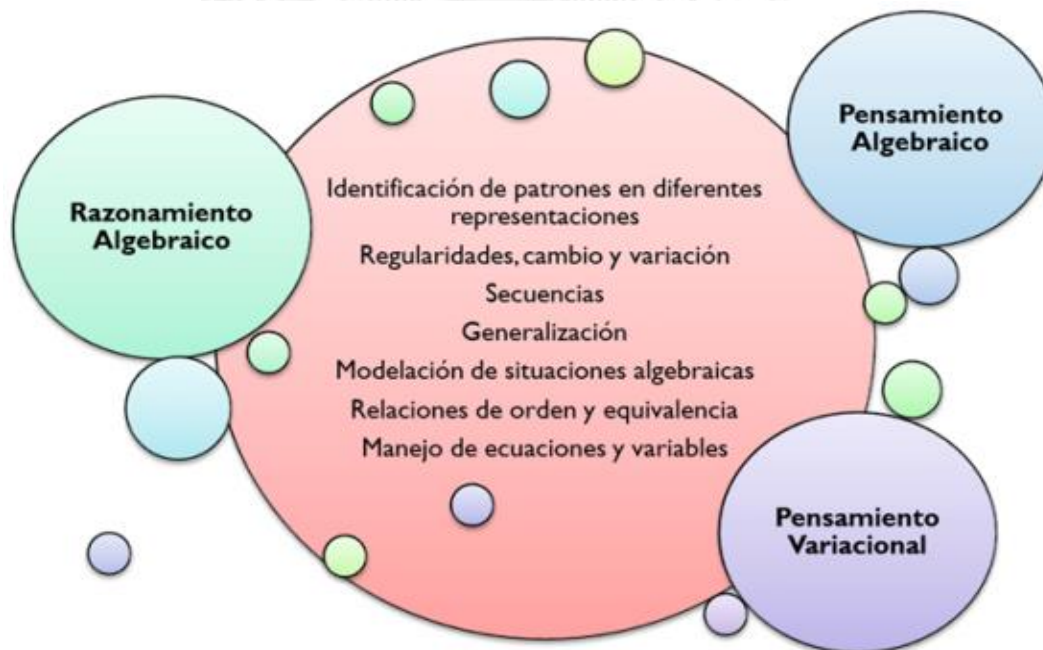 Razonamiento
Algebraico
Identificación de patrones en diferentes
representaciones
Regularidades, cambio y variación
Secuencias
Generalización
Modelación de situaciones algebraicas
Relaciones de orden y equivalencia
Manejo de ecuaciones y variables
Pensamiento
Algebraico
Pensamiento
Variacional